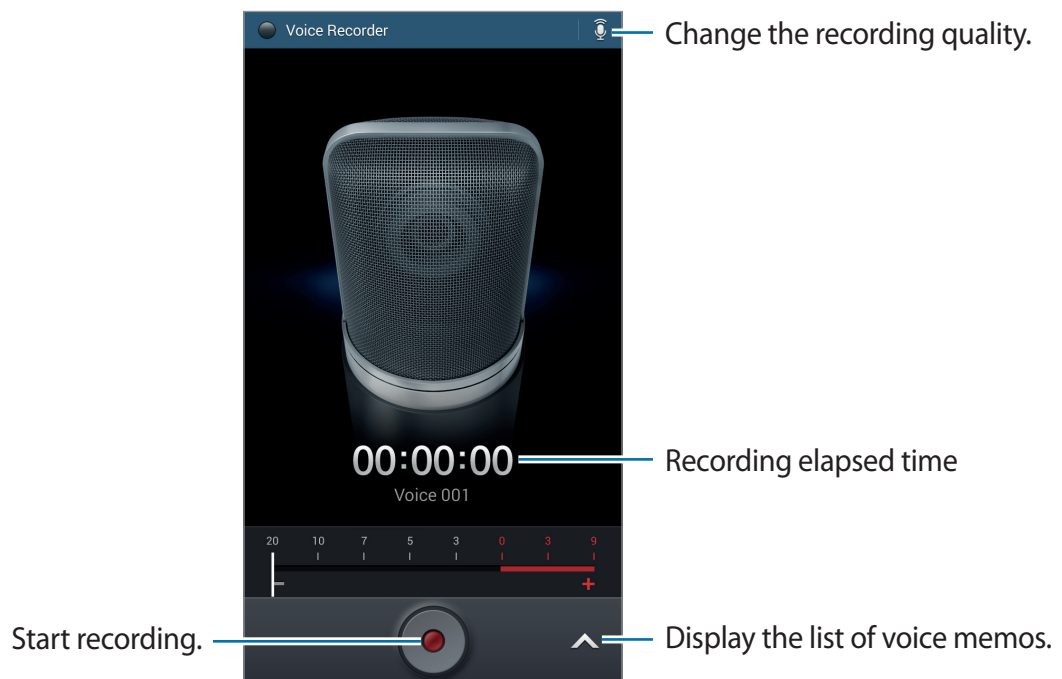 Voice Recorder
Change the recording quality.
00:00:00
Recording elapsed time
Voice 001
20 10 7 5 3 0 3 9
− +
Start recording.
Display the list of voice memos.